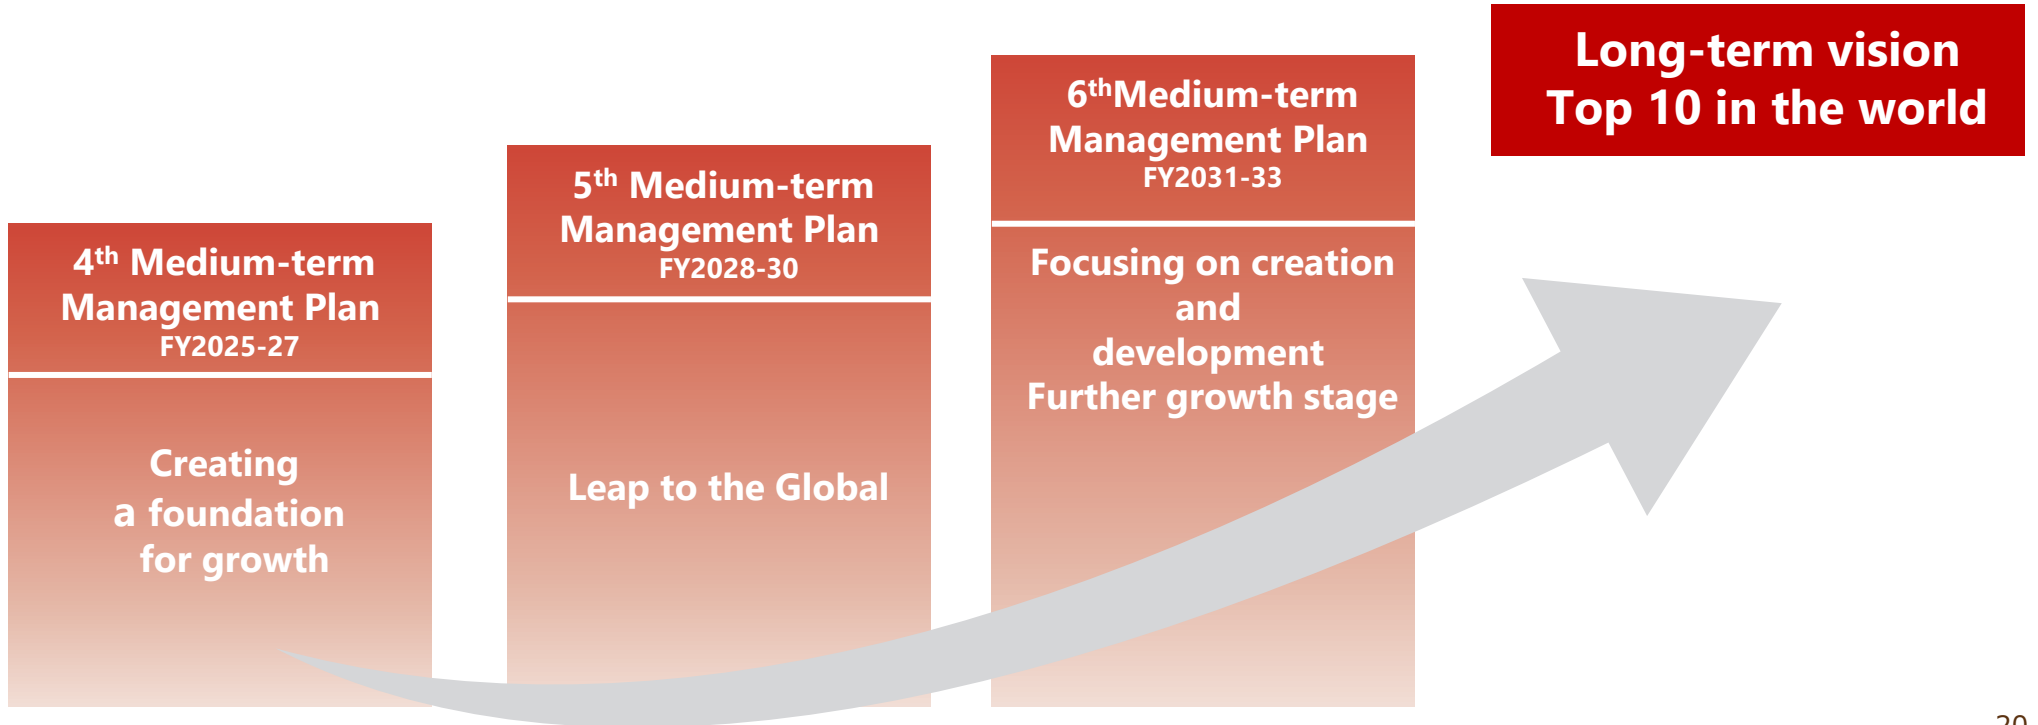 4th Medium-term
Management Plan
FY2025-27
Creating
a foundation
for growth
5th Medium-term
Management Plan
FY2028-30
Leap to the Global
6thMedium-term
Management Plan
FY2031-33
Focusing on creation
and
development
Further growth stage
Long-term vision
Top 10 in the world
20